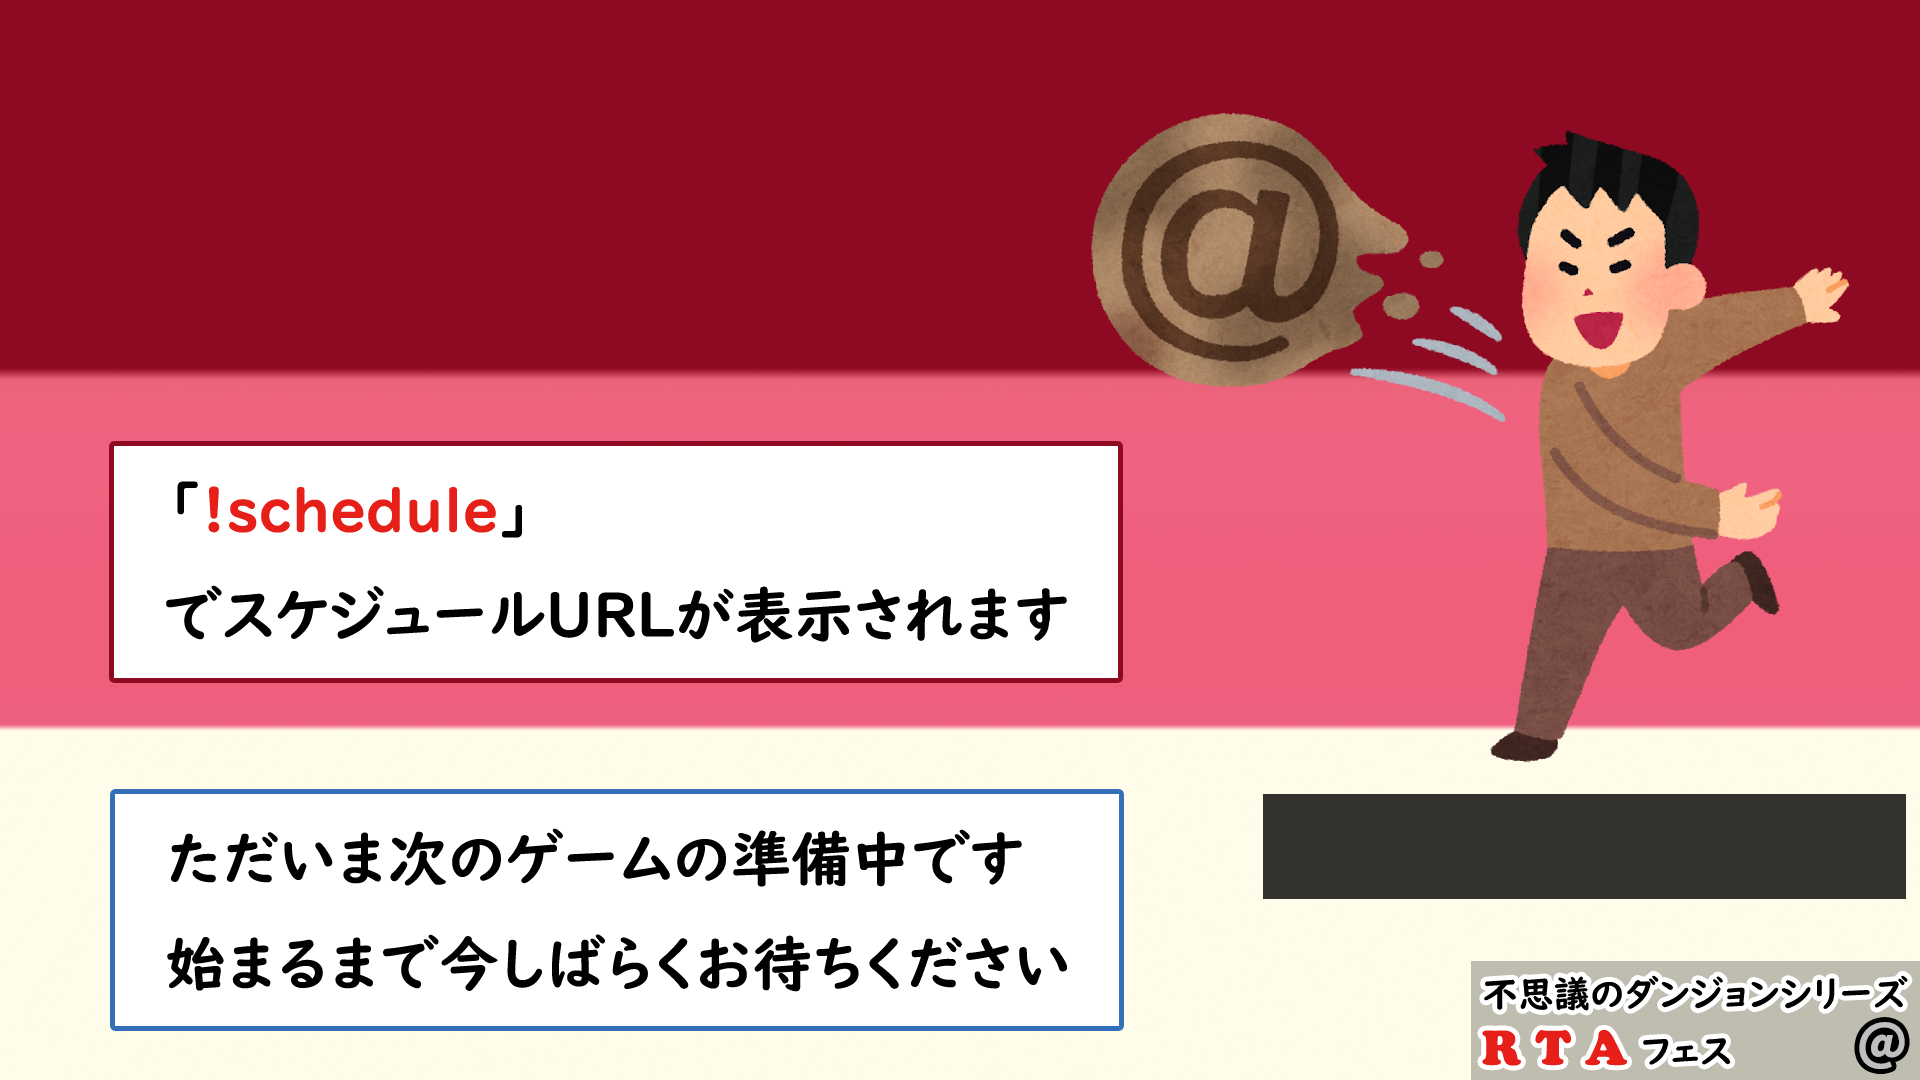 @
「!schedule」
でスケジュールURLが表示されます
ただいま次のゲームの準備中です
始まるまで今しばらくお待ちください
不思議のダンジョンシリーズ
RTAフェス @